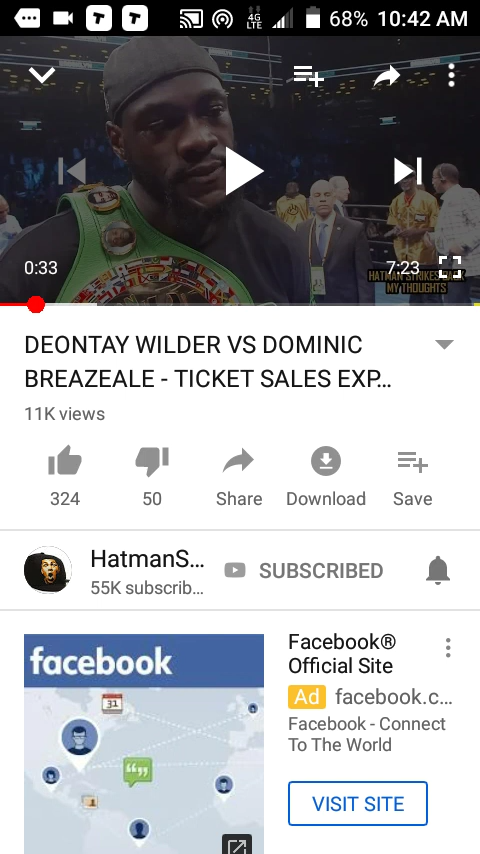 4G
LTE
68% 10:42 AM
0:33
7:23
HATMAN STRIKES BACK
MY THOUGHTS
DEONTAY WILDER VS DOMINIC
BREAZEALE - TICKET SALES EXP...
11K views
324
50
Share
Download
Save
HatmanS...
55K subscrib...
SUBSCRIBED
facebook
31
Facebook®
Official Site
Ad facebook.c...
Facebook - Connect
To The World
VISIT SITE